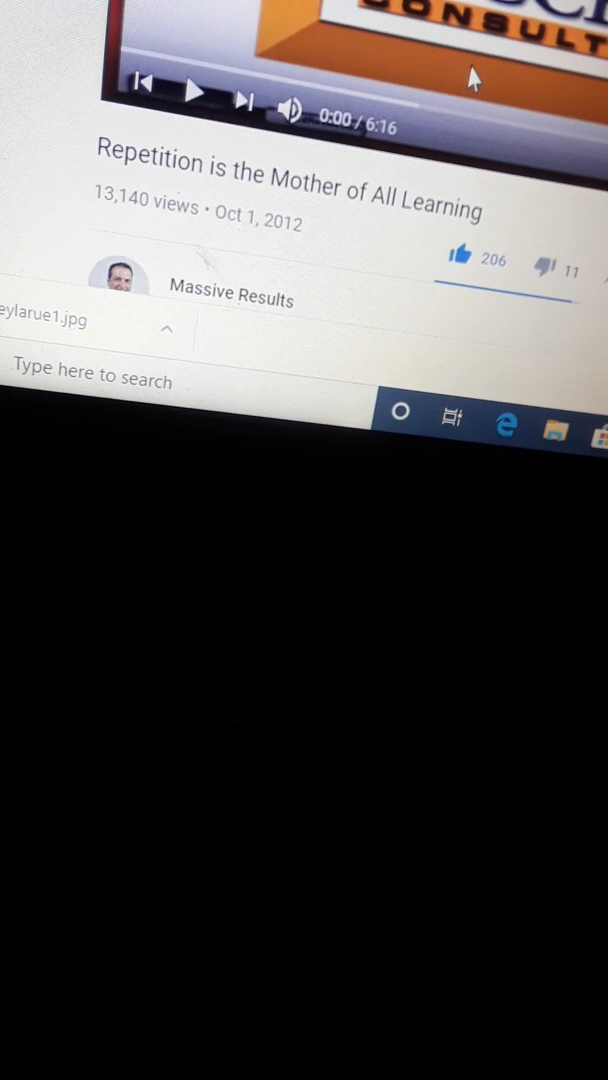 CONSULT
0:00 / 6:16
Repetition is the Mother of All Learning
13,140 views • Oct 1, 2012
206
11
Massive Results
eylarue1.jpg
Type here to search